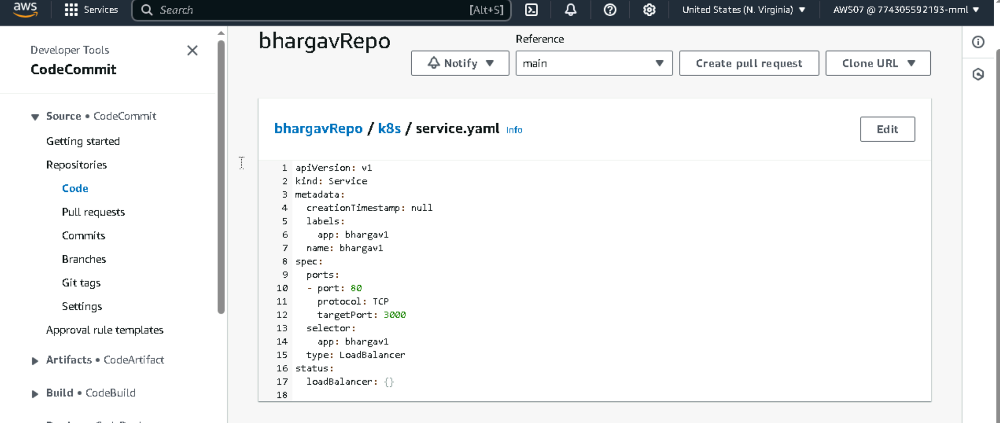 aws
Services
Search
[Alt+S]
United States (N. Virginia)
AWS07 @ 774305592193-mml
Developer Tools
CodeCommit
Source • CodeCommit
Getting started
Repositories
Code
Pull requests
Commits
Branches
Git tags
Settings
Approval rule templates
Artifacts • CodeArtifact
Build • CodeBuild
bhargavRepo
Reference
Notify
main
Create pull request
Clone URL
bhargavRepo / k8s / service.yaml Info
Edit
1 apiVersion: v1
2 kind: Service
3 metadata:
4   creationTimestamp: null
5   labels:
6     app: bhargav1
7   name: bhargav1
8 spec:
9   ports:
10   - port: 80
11     protocol: TCP
12     targetPort: 3000
13   selector:
14     app: bhargav1
15   type: LoadBalancer
16 status:
17   loadBalancer: {}
18